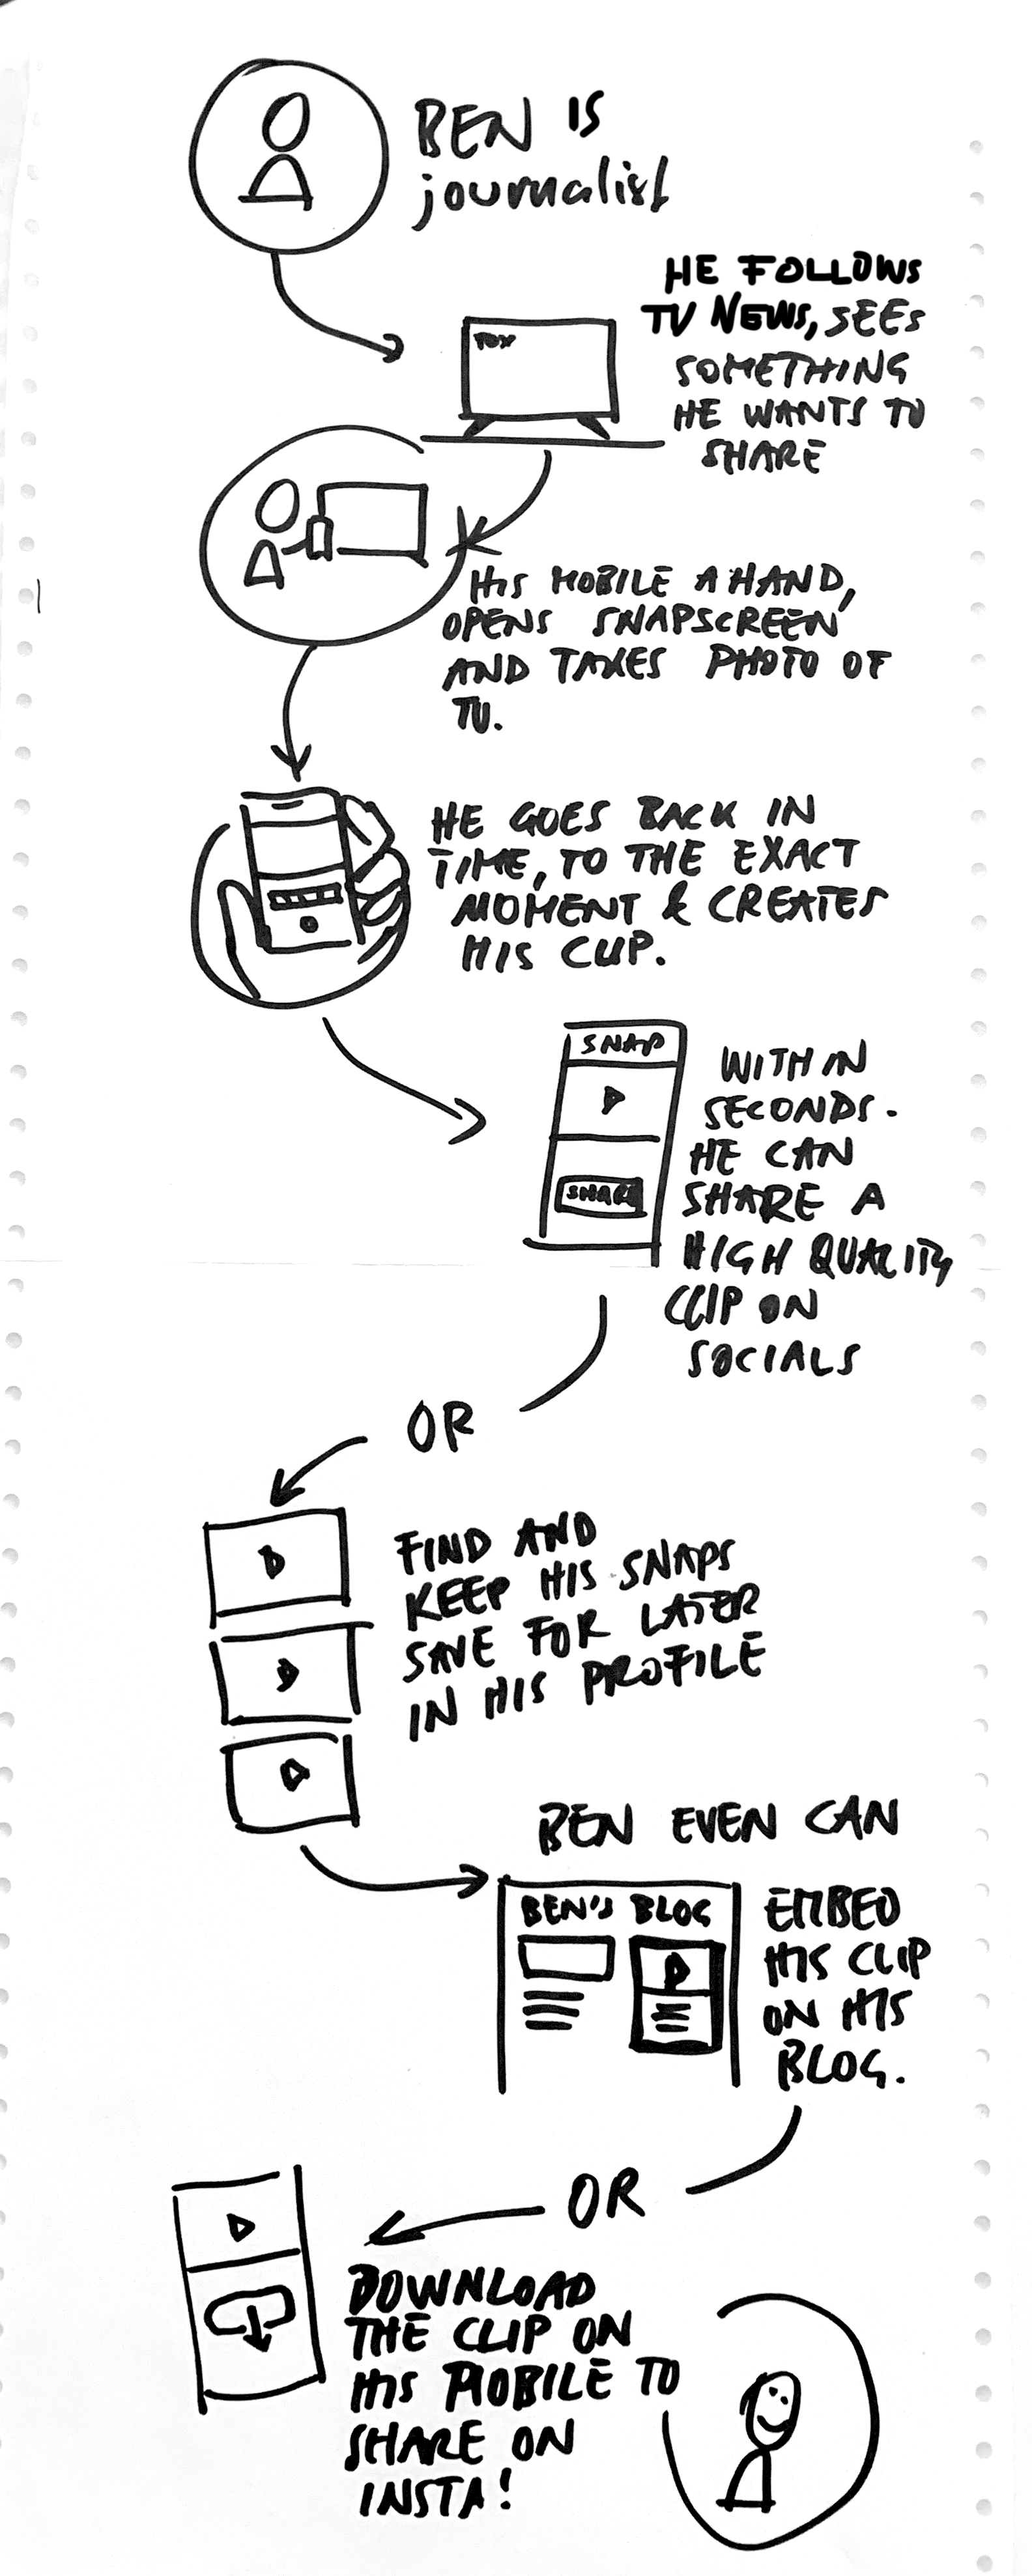 BEN IS
journalist
HE FOLLOWS
TV NEWS, SEES
SOMETHING
HE WANTS TO
SHARE
FOX
HIS MOBILE A HAND,
OPENS SNAPSCREEN
AND TAKES PHOTO OF
TV.
HE GOES BACK IN
TIME, TO THE EXACT
MOMENT & CREATES
HIS CLIP.
SNAP
SHARE
WITHIN
SECONDS.
HE CAN
SHARE A
HIGH QUALITY
CLIP ON
SOCIALS
OR
FIND AND
KEEP HIS SNAPS
SAVE FOR LATER
IN HIS PROFILE
BEN EVEN CAN
BEN'S BLOG
EMBED
HIS CLIP
ON HIS
BLOG.
OR
DOWNLOAD
THE CLIP ON
HIS MOBILE TO
SHARE ON
INSTA!